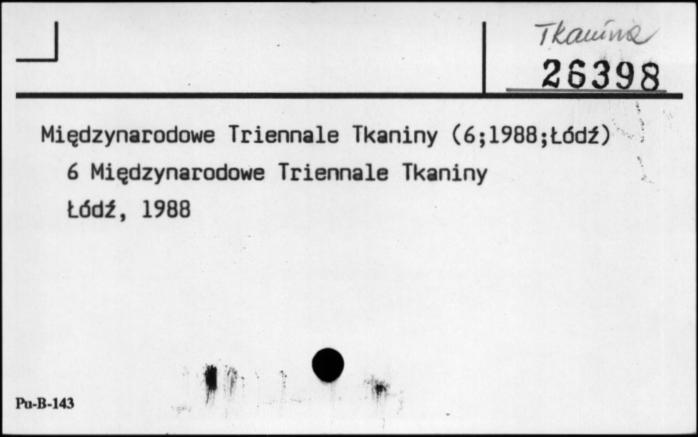 Tkanina
26398
Międzynarodowe Triennale Tkaniny (6;1988;Łódź)
6 Międzynarodowe Triennale Tkaniny
Łódź, 1988
Pu-B-143